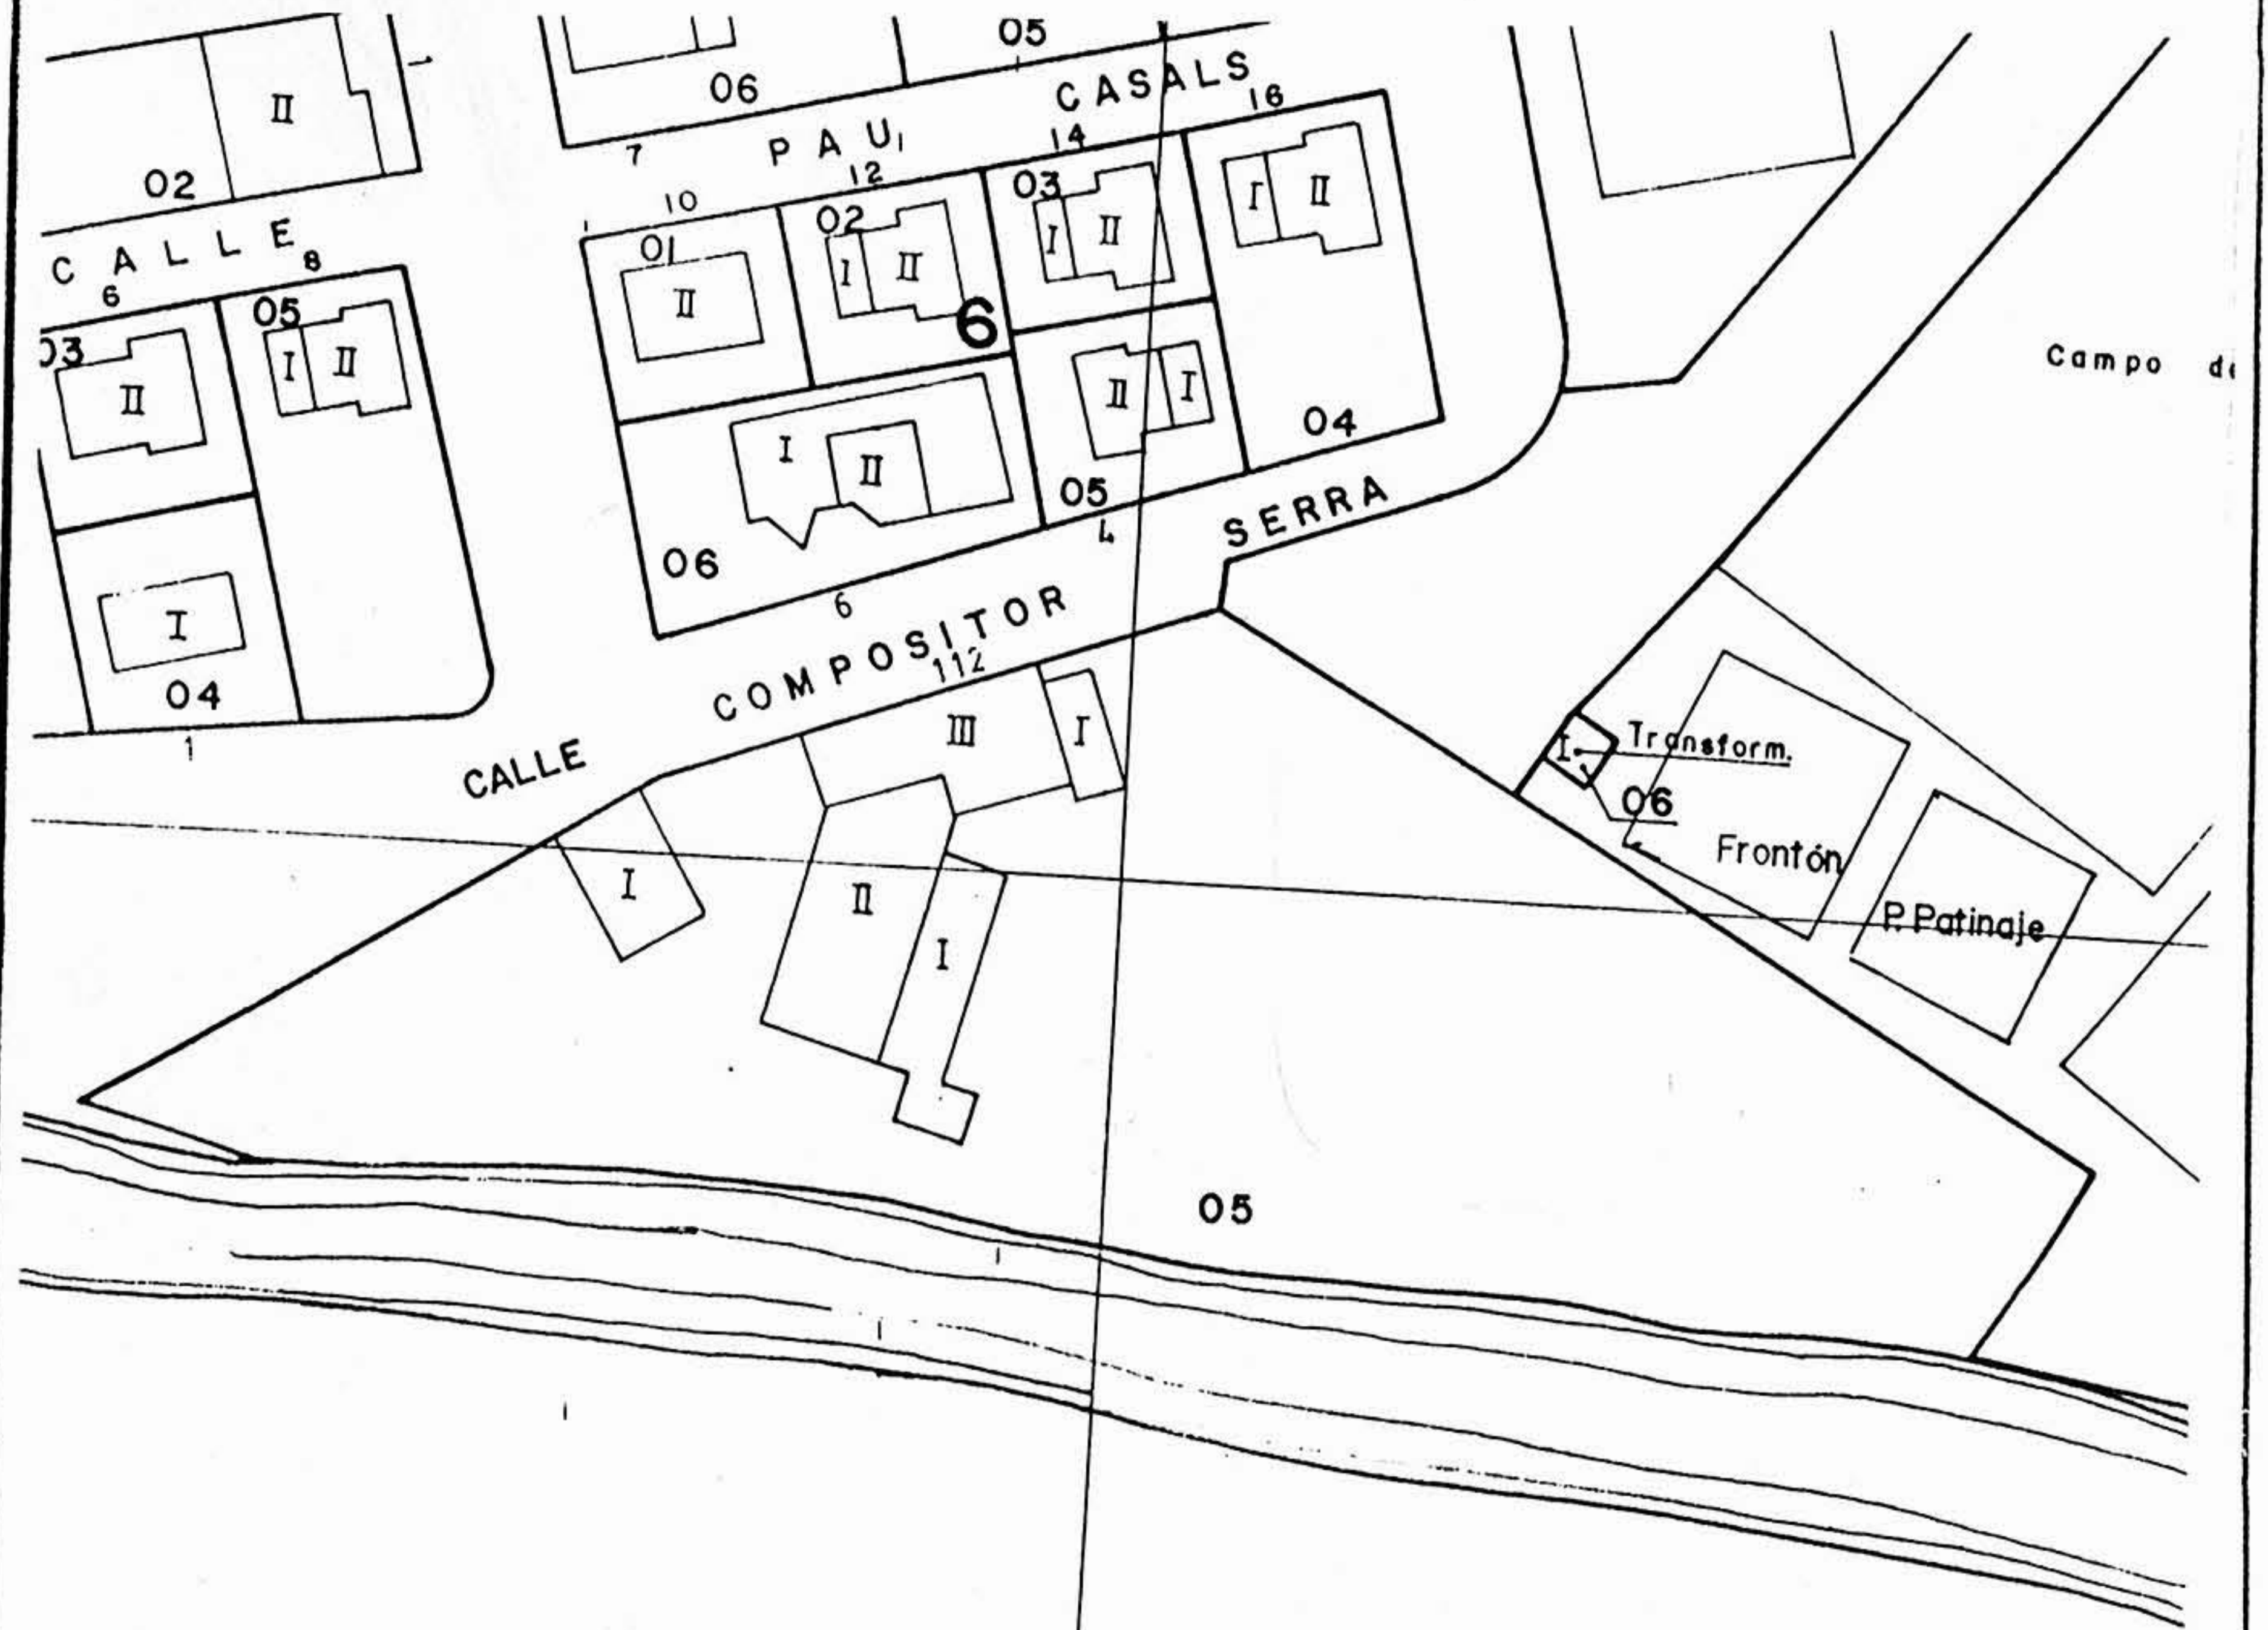 05
06
CASALS
16
II
1
PAU
14
7
12
02
10
03
I
II
I
II
CALLE
8
01
02
I
II
6
II
6
05
03
I
II
II
II
I
04
I
II
05
SERRA
4
06
I
6
COMPOSITOR
112
04
1
III
I
CALLE
Campo de
I
Transform.
06
Frontón
P. Patinaje
I
II
I
05